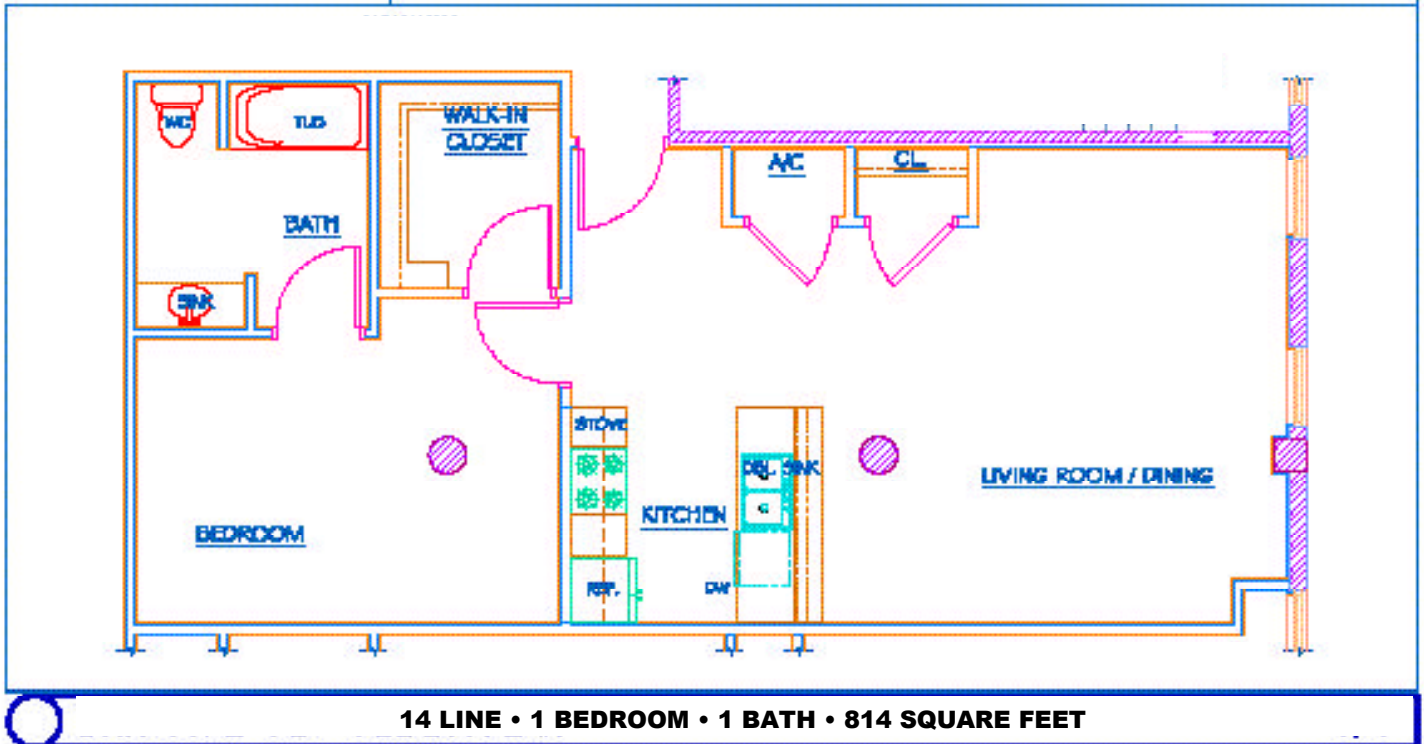 WC
TUB
WALK-IN
CLOSET
A/C
CL.
BATH
SINK
STOVE
DBL. SINK
LIVING ROOM / DINING
KITCHEN
BEDROOM
REF.
DW
14 LINE • 1 BEDROOM • 1 BATH • 814 SQUARE FEET